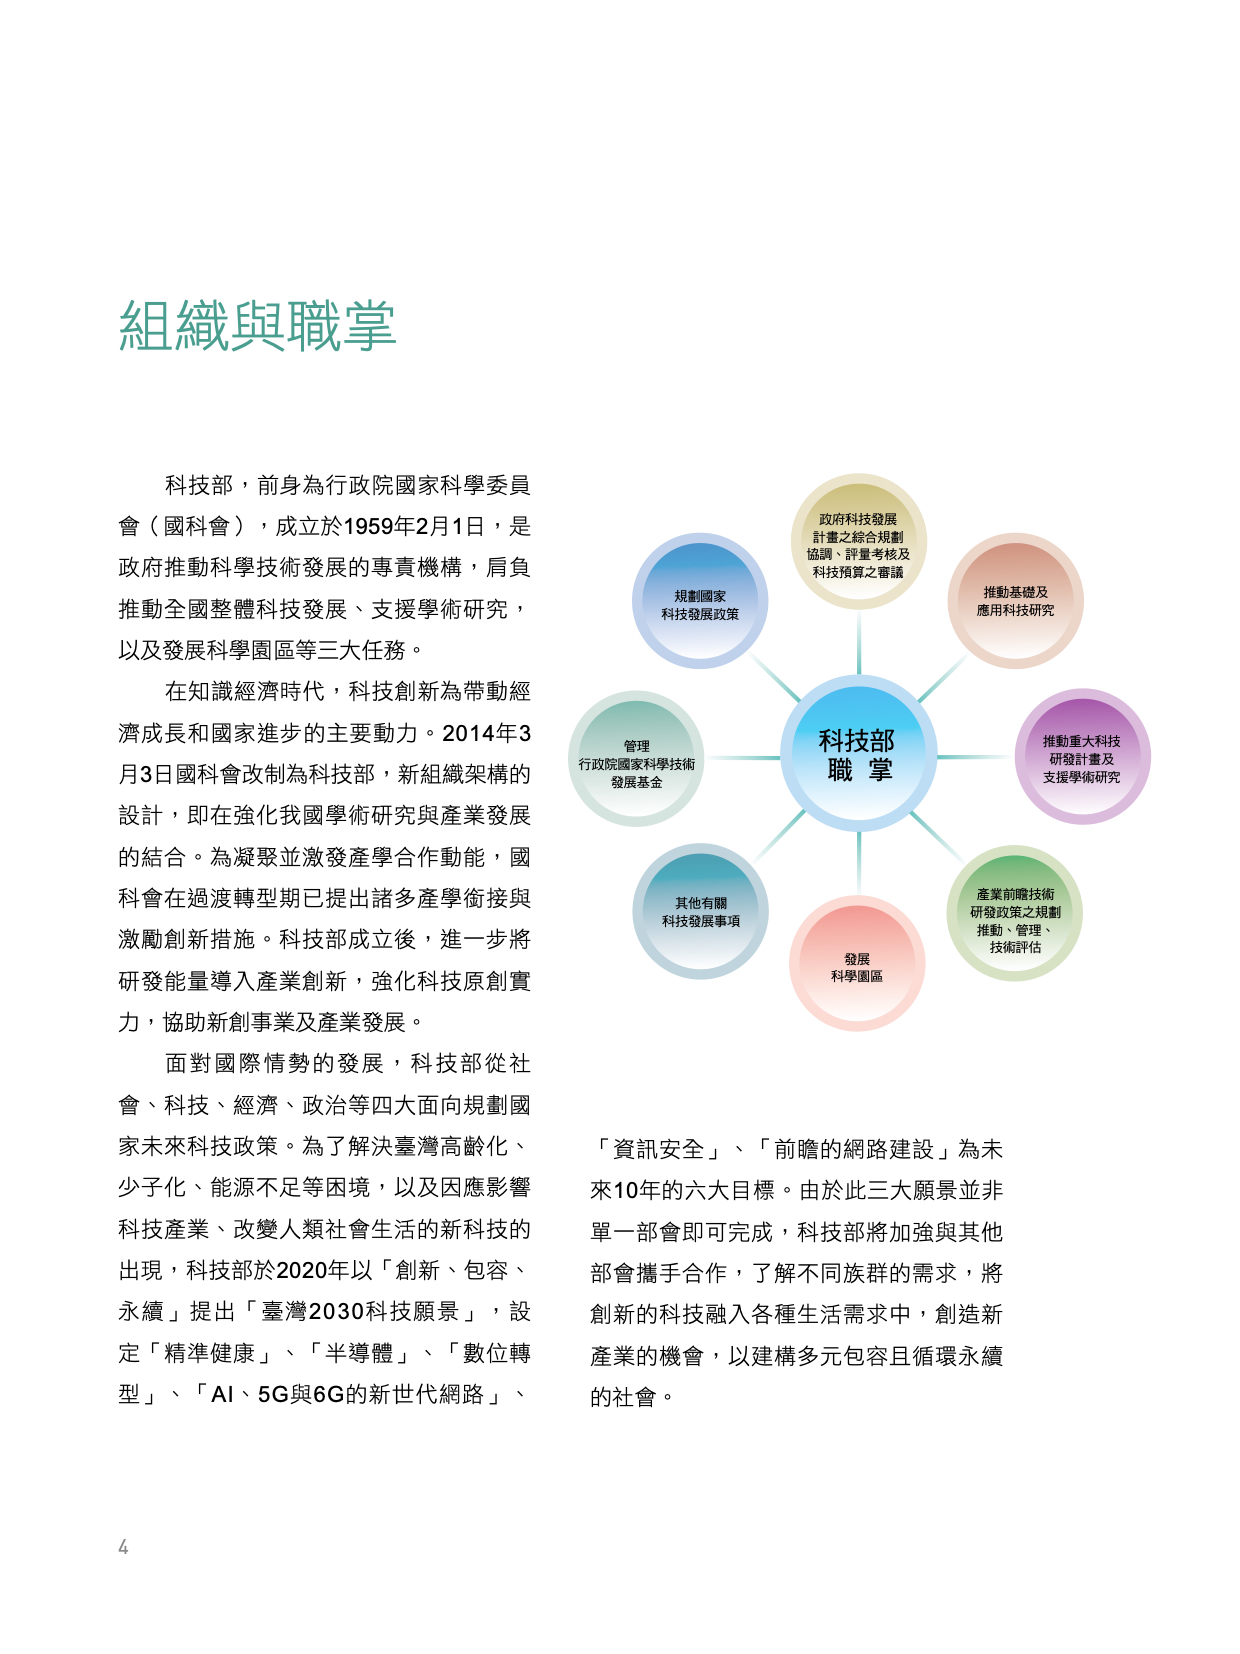 組織與職掌
科技部，前身為行政院國家科學委員
會（國科會），成立於1959年2月1日，是
政府推動科學技術發展的專責機構，肩負
推動全國整體科技發展、支援學術研究，
以及發展科學園區等三大任務。
在知識經濟時代，科技創新為帶動經
濟成長和國家進步的主要動力。2014年3
月3日國科會改制為科技部，新組織架構的
設計，即在強化我國學術研究與產業發展
的結合。為凝聚並激發產學合作動能，國
科會在過渡轉型期已提出諸多產學銜接與
激勵創新措施。科技部成立後，進一步將
研發能量導入產業創新，強化科技原創實
力，協助新創事業及產業發展。
面對國際情勢的發展，科技部從社
會、科技、經濟、政治等四大面向規劃國
家未來科技政策。為了解決臺灣高齡化、
少子化、能源不足等困境，以及因應影響
科技產業、改變人類社會生活的新科技的
出現，科技部於2020年以「創新、包容、
永續」提出「臺灣2030科技願景」，設
定「精準健康」、「半導體」、「數位轉
型」、「AI、5G與6G的新世代網路」、
政府科技發展
計畫之綜合規劃
協調、評量考核及
科技預算之審議
推動基礎及
應用科技研究
推動重大科技
研發計畫及
支援學術研究
產業前瞻技術
研發政策之規劃
推動、管理、
技術評估
發展
科學園區
其他有關
科技發展事項
管理
行政院國家科學技術
發展基金
規劃國家
科技發展政策
科技部
職 掌
「資訊安全」、「前瞻的網路建設」為未
來10年的六大目標。由於此三大願景並非
單一部會即可完成，科技部將加強與其他
部會攜手合作，了解不同族群的需求，將
創新的科技融入各種生活需求中，創造新
產業的機會，以建構多元包容且循環永續
的社會。
4